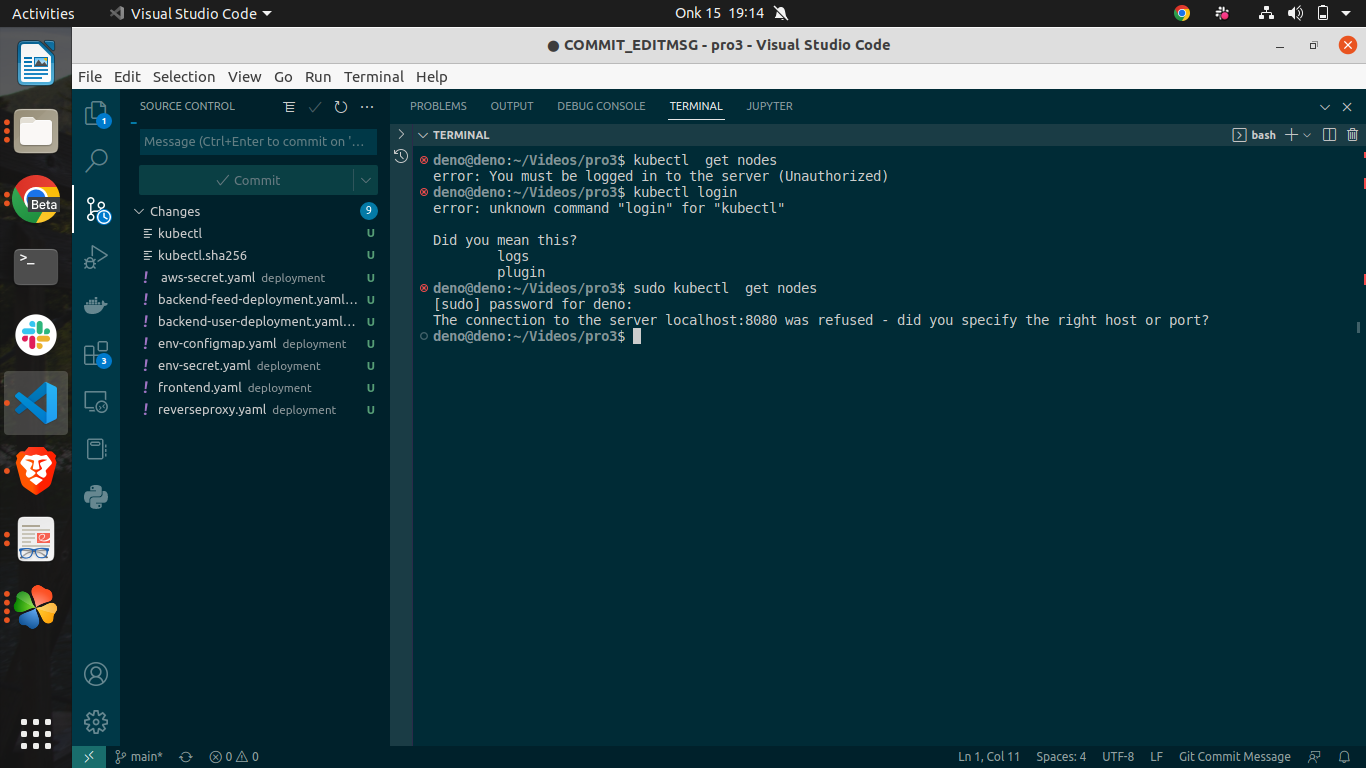 Activities
Visual Studio Code
Onk 15 19:14
● COMMIT_EDITMSG - pro3 - Visual Studio Code
File Edit Selection View Go Run Terminal Help
SOURCE CONTROL
PROBLEMS OUTPUT DEBUG CONSOLE TERMINAL JUPYTER
1
Message (Ctrl+Enter to commit on '...
TERMINAL
bash
Commit
Changes 9
kubectl U
kubectl.sha256 U
! aws-secret.yaml deployment U
! backend-feed-deployment.yaml... U
! backend-user-deployment.yaml... U
! env-configmap.yaml deployment U
! env-secret.yaml deployment U
! frontend.yaml deployment U
! reverseproxy.yaml deployment U
3
Beta
>_
deno@deno:~/Videos/pro3$ kubectl  get nodes
error: You must be logged in to the server (Unauthorized)
deno@deno:~/Videos/pro3$ kubectl login
error: unknown command "login" for "kubectl"
Did you mean this?
logs
plugin
deno@deno:~/Videos/pro3$ sudo kubectl  get nodes
[sudo] password for deno:
The connection to the server localhost:8080 was refused - did you specify the right host or port?
deno@deno:~/Videos/pro3$
main* 0 0
Ln 1, Col 11 Spaces: 4 UTF-8 LF Git Commit Message